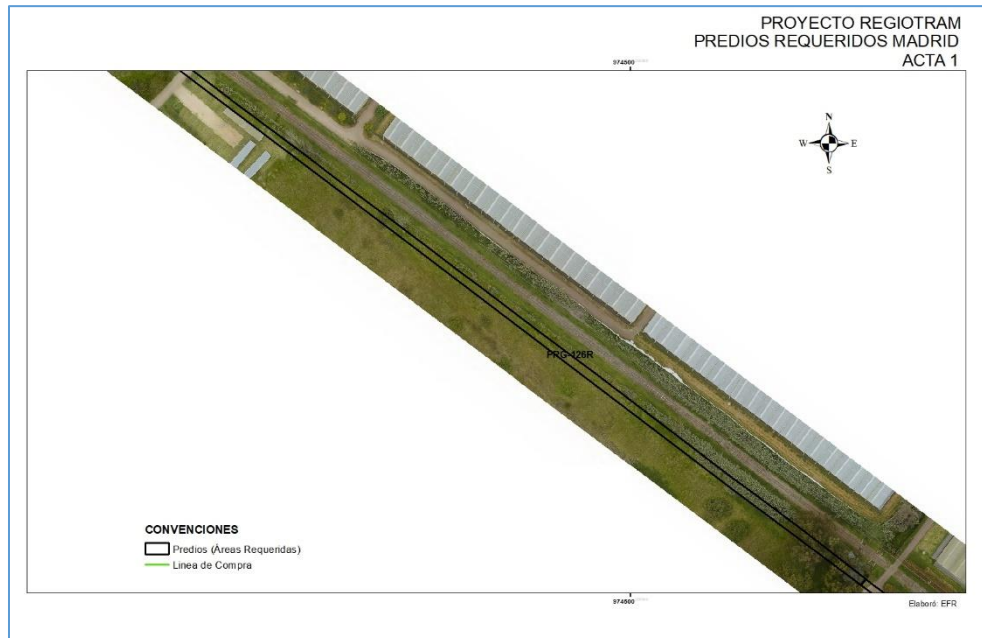 PROYECTO REGIOTRAM
PREDIOS REQUERIDOS MADRID
ACTA 1
974500
N
W E
S
PRG-126R
CONVENCIONES
Predios (Áreas Requeridas)
Linea de Compra
974500
Elaboró: EFR